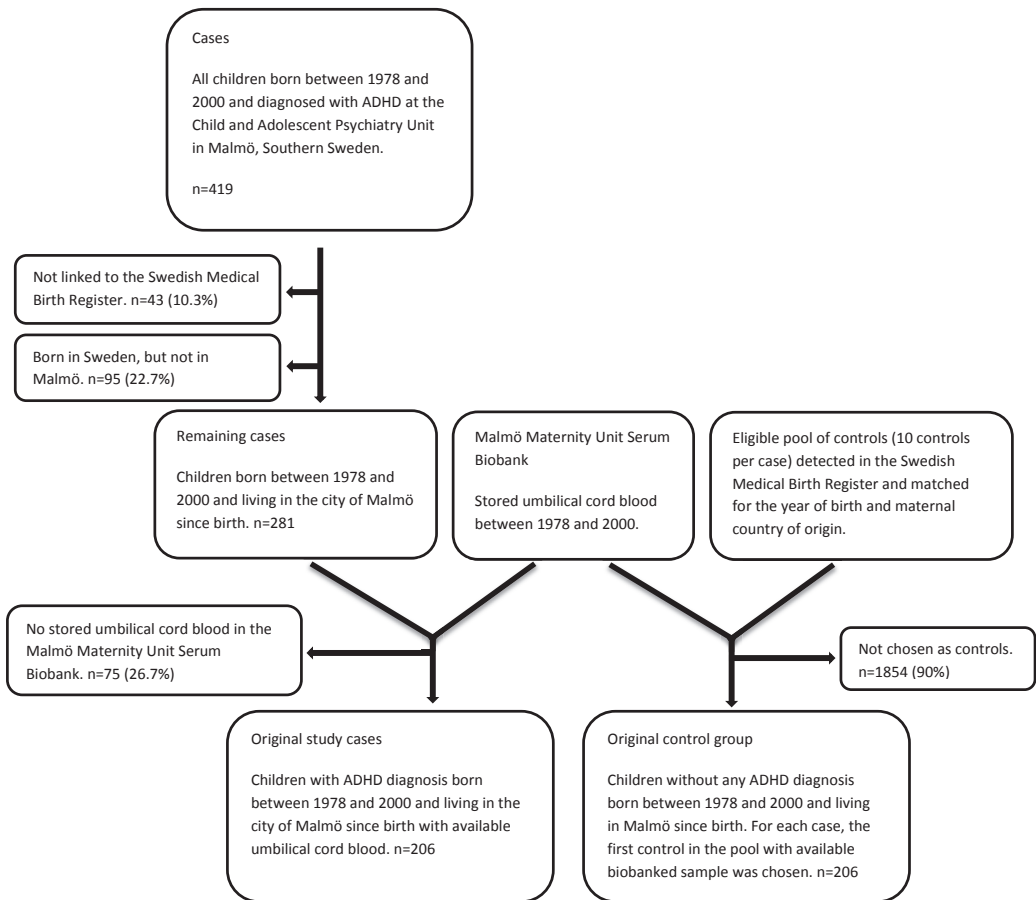 Cases
All children born between 1978 and
2000 and diagnosed with ADHD at the
Child and Adolescent Psychiatry Unit
in Malmö, Southern Sweden.
n=419
Not linked to the Swedish Medical
Birth Register. n=43 (10.3%)
Born in Sweden, but not in
Malmö. n=95 (22.7%)
Remaining cases
Children born between 1978 and
2000 and living in the city of Malmö
since birth. n=281
Malmö Maternity Unit Serum
Biobank
Stored umbilical cord blood
between 1978 and 2000.
Eligible pool of controls (10 controls
per case) detected in the Swedish
Medical Birth Register and matched
for the year of birth and maternal
country of origin.
No stored umbilical cord blood in the
Malmö Maternity Unit Serum
Biobank. n=75 (26.7%)
Not chosen as controls.
n=1854 (90%)
Original study cases
Children with ADHD diagnosis born
between 1978 and 2000 and living in the
city of Malmö since birth with available
umbilical cord blood. n=206
Original control group
Children without any ADHD diagnosis
born between 1978 and 2000 and living
in Malmö since birth. For each case, the
first control in the pool with available
biobanked sample was chosen. n=206